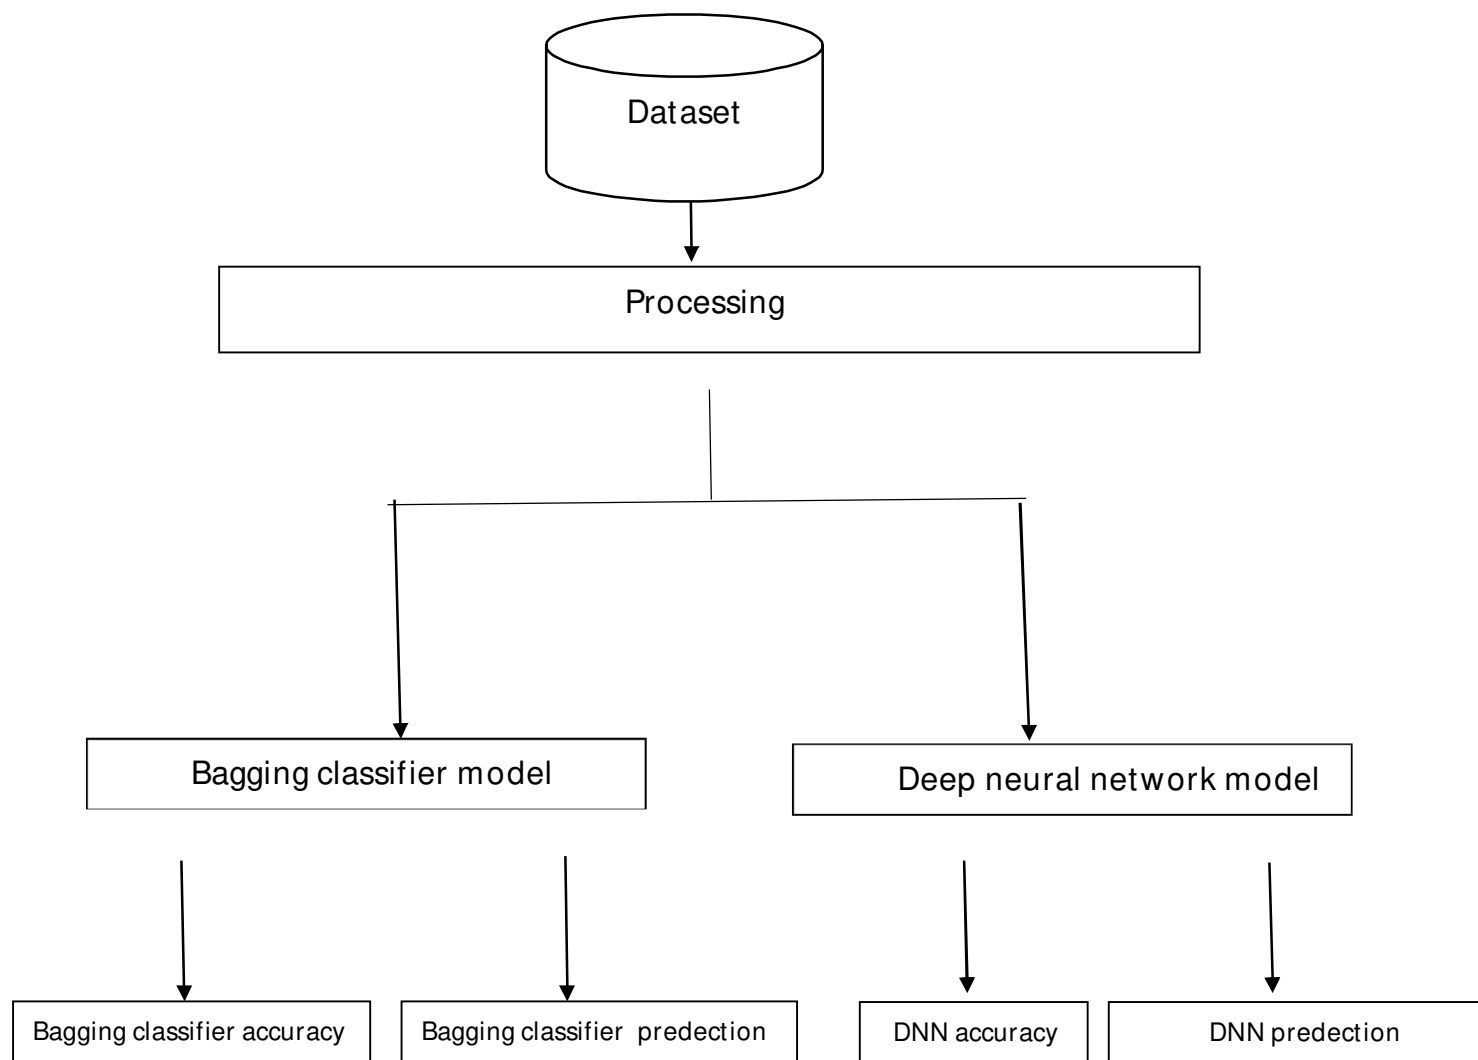 Dataset
Processing
Bagging classifier model
Deep neural network model
Bagging classifier accuracy
Bagging classifier predection
DNN accuracy
DNN predection